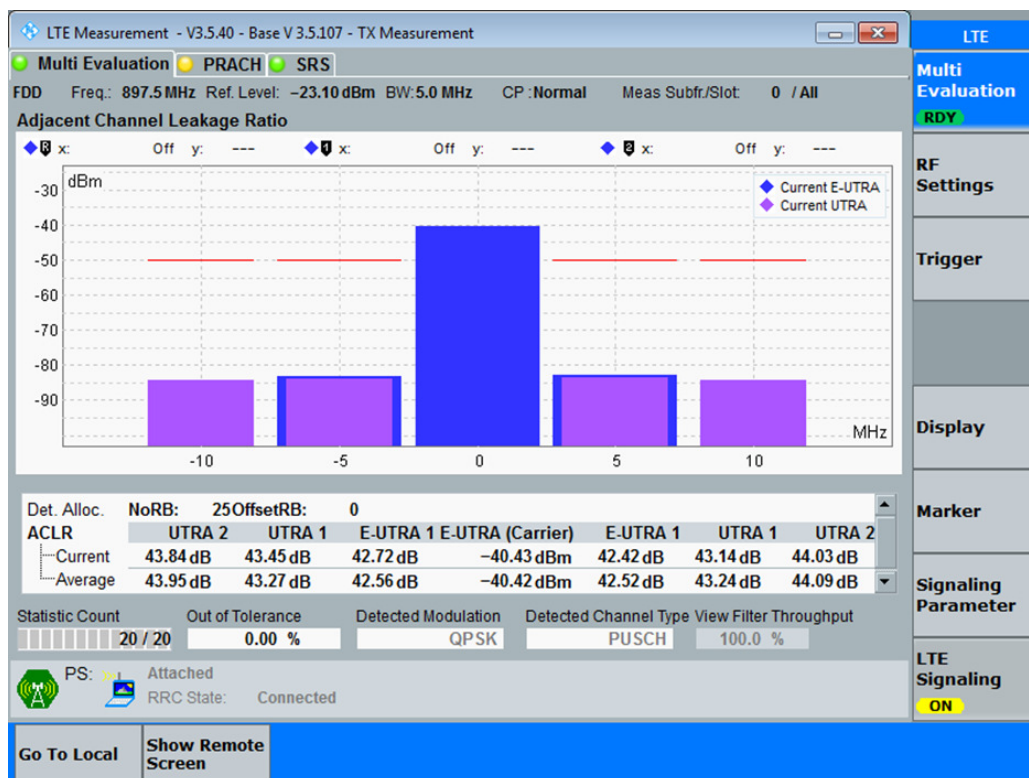 LTE Measurement - V3.5.40 - Base V 3.5.107 - TX Measurement
LTE
Multi Evaluation PRACH SRS
Multi
Evaluation
RDY
FDD Freq.: 897.5 MHz Ref. Level: −23.10 dBm BW: 5.0 MHz CP : Normal Meas Subfr./Slot: 0 / All
Adjacent Channel Leakage Ratio
R x: Off y: --- 1 x: Off y: --- 2 x: Off y: ---
dBm
Current E-UTRA
Current UTRA
-30
-40
-50
-60
-70
-80
-90
MHz
-10 -5 0 5 10
RF
Settings
Trigger
Display
Marker
Signaling
Parameter
LTE
Signaling
ON
Det. Alloc. NoRB: 25 OffsetRB: 0
ACLR UTRA 2 UTRA 1 E-UTRA 1 E-UTRA (Carrier) E-UTRA 1 UTRA 1 UTRA 2
Current 43.84 dB 43.45 dB 42.72 dB −40.43 dBm 42.42 dB 43.14 dB 44.03 dB
Average 43.95 dB 43.27 dB 42.56 dB −40.42 dBm 42.52 dB 43.24 dB 44.09 dB
Statistic Count Out of Tolerance Detected Modulation Detected Channel Type View Filter Throughput
20 / 20 0.00 % QPSK PUSCH 100.0 %
PS: Attached
RRC State: Connected
Go To Local
Show Remote
Screen